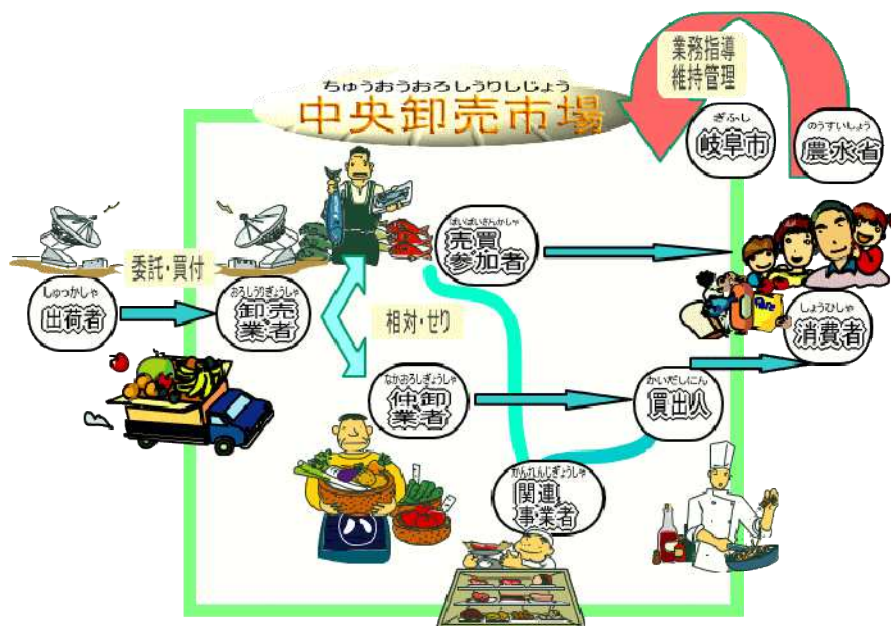 業務指導
維持管理
ちゅうおうおろしうりしじょう
中央卸売市場
ぎふし
岐阜市
のうすいしょう
農水省
ばいばいさんかしゃ
売買
参加者
委託・買付
しゅっかしゃ
出荷者
おろしうりぎょうしゃ
卸売
業者
相対・せり
しょうひしゃ
消費者
なかおろしぎょうしゃ
仲卸
業者
かいだしにん
買出人
かんれんじぎょうしゃ
関連
事業者